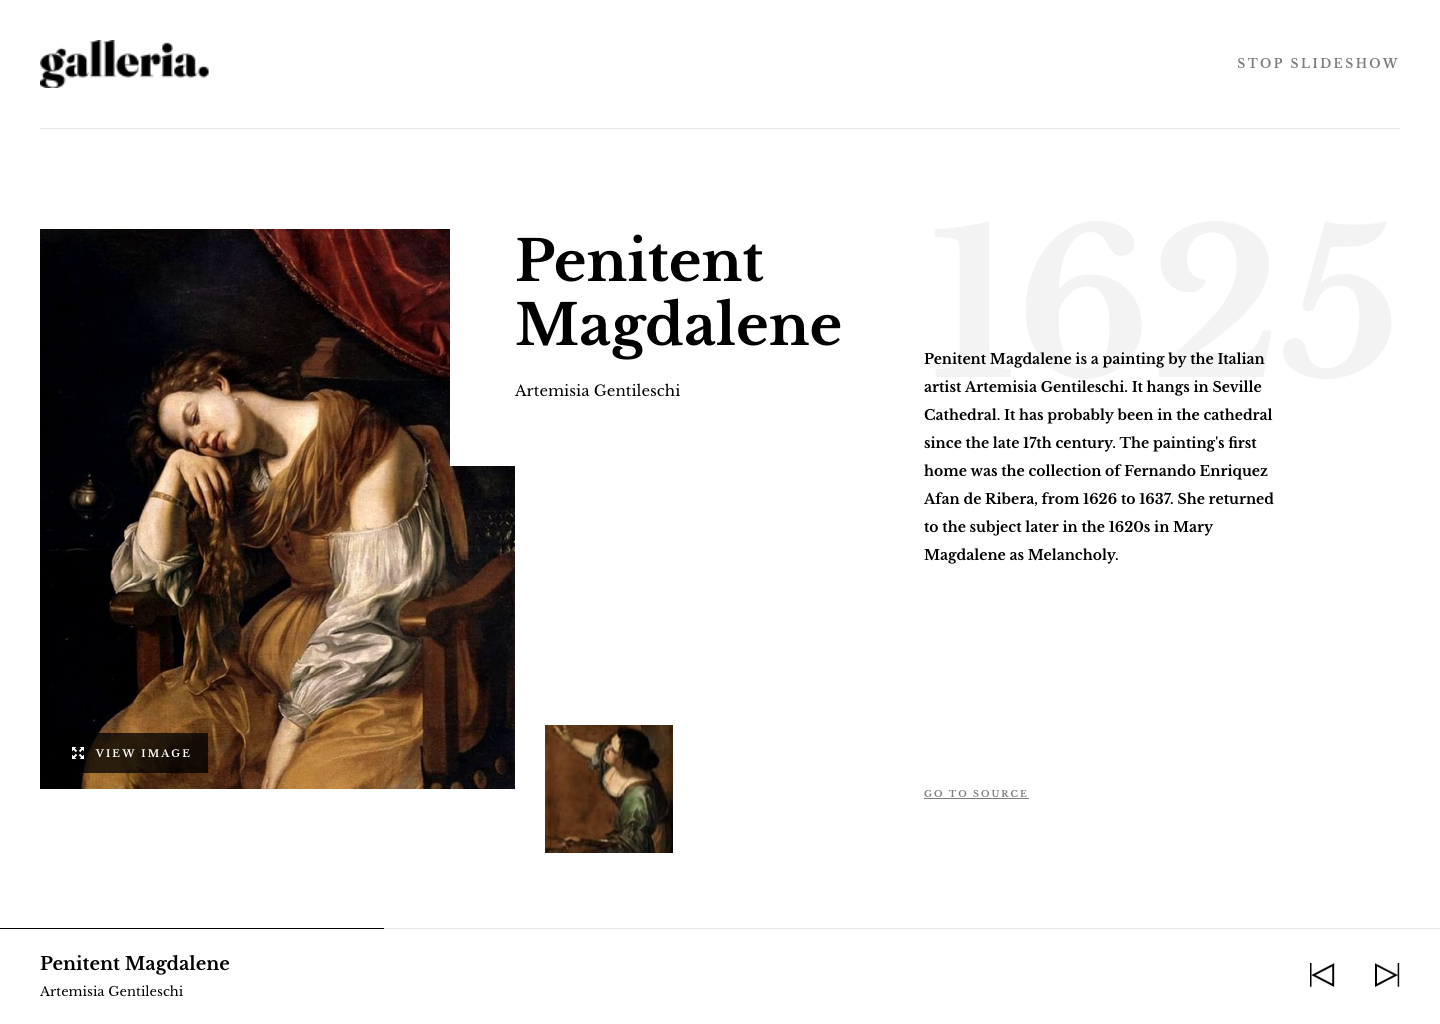 galleria.
STOP SLIDESHOW
Penitent
Magdalene
Artemisia Gentileschi
1625
Penitent Magdalene is a painting by the Italian
artist Artemisia Gentileschi. It hangs in Seville
Cathedral. It has probably been in the cathedral
since the late 17th century. The painting's first
home was the collection of Fernando Enriquez
Afan de Ribera, from 1626 to 1637. She returned
to the subject later in the 1620s in Mary
Magdalene as Melancholy.
VIEW IMAGE
GO TO SOURCE
Penitent Magdalene
Artemisia Gentileschi